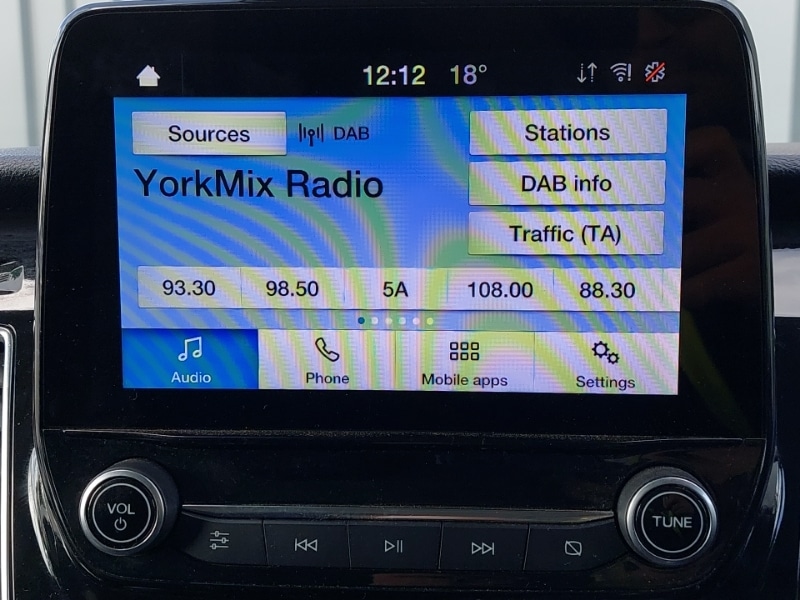 12:12 18°
Sources DAB Stations
YorkMix Radio DAB info
Traffic (TA)
93.30 98.50 5A 108.00 88.30
Audio Phone Mobile apps Settings
VOL TUNE